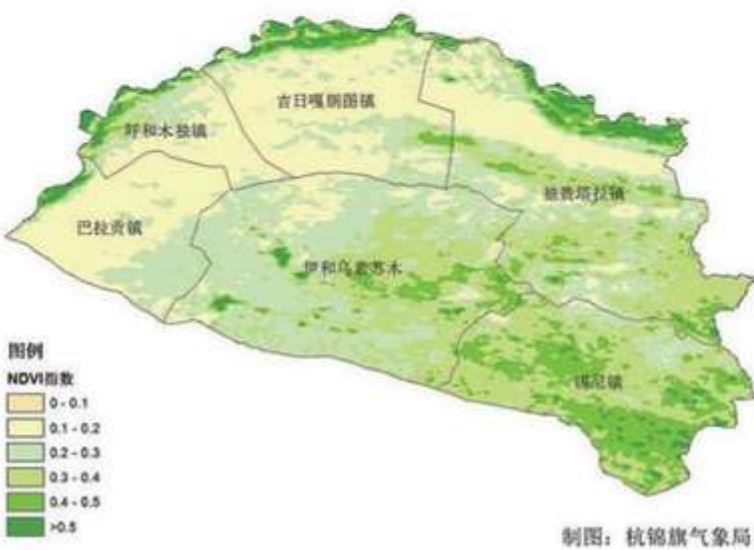 吉日嘎朗图镇
呼和木独镇
独贵塔拉镇
巴拉贡镇
伊和乌素苏木
锡尼镇
图例
NDVI指数
0 - 0.1
0.1 - 0.2
0.2 - 0.3
0.3 - 0.4
0.4 - 0.5
>0.5
制图：杭锦旗气象局